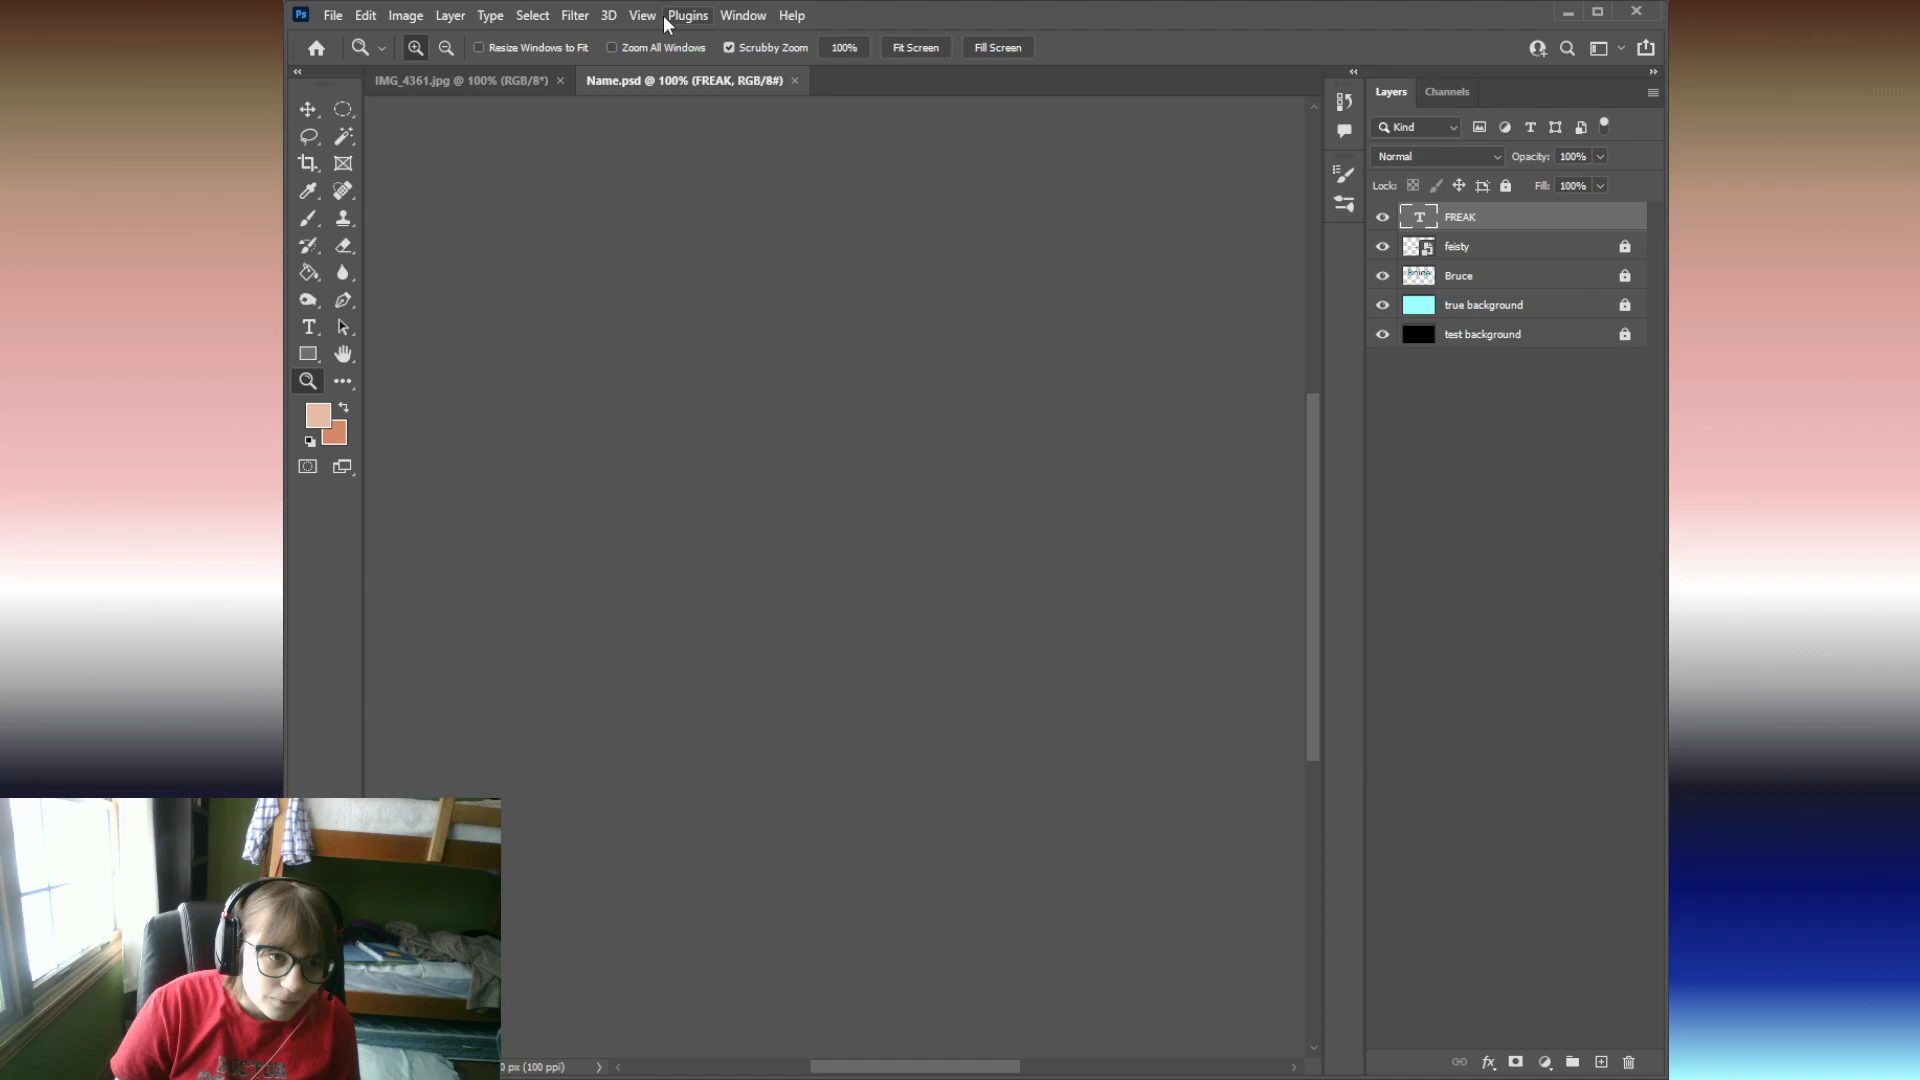 Ps File Edit Image Layer Type Select Filter 3D View Plugins Window Help
Resize Windows to Fit Zoom All Windows Scrubby Zoom 100% Fit Screen Fill Screen
IMG_4361.jpg @ 100% (RGB/8*) × Name.psd @ 100% (FREAK, RGB/8#) ×
Layers Channels
Kind
Normal Opacity: 100%
Lock: Fill: 100%
T FREAK
feisty
Bruce
true background
test background
0 px (100 ppi)